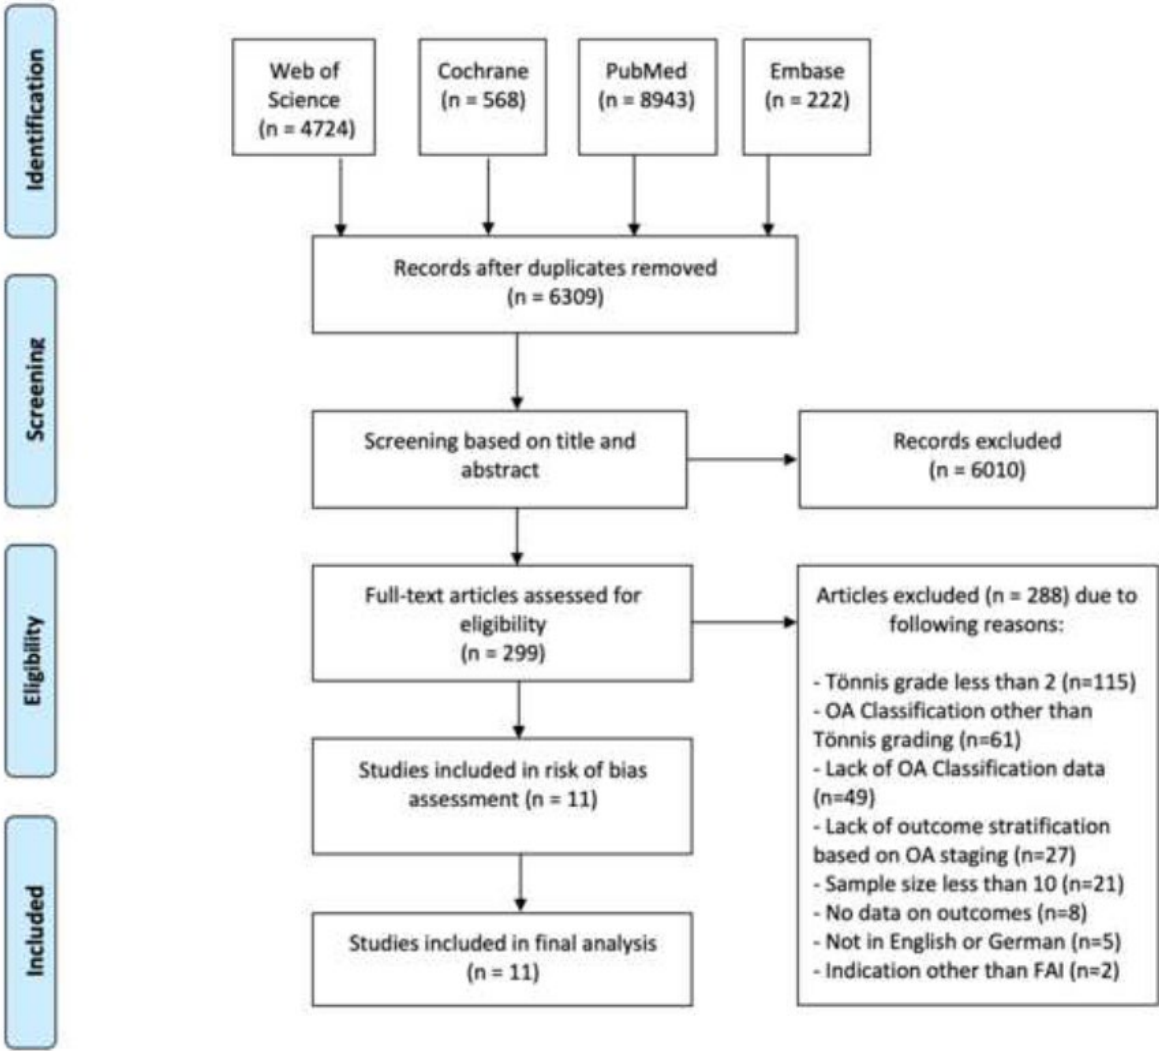 Identification
Web of
Science
(n = 4724)
Cochrane
(n = 568)
PubMed
(n = 8943)
Embase
(n = 222)
Records after duplicates removed
(n = 6309)
Screening
Screening based on title and
abstract
Records excluded
(n = 6010)
Eligibility
Full-text articles assessed for
eligibility
(n = 299)
Articles excluded (n = 288) due to
following reasons:
- Tönnis grade less than 2 (n=115)
- OA Classification other than
Tönnis grading (n=61)
- Lack of OA Classification data
(n=49)
- Lack of outcome stratification
based on OA staging (n=27)
- Sample size less than 10 (n=21)
- No data on outcomes (n=8)
- Not in English or German (n=5)
- Indication other than FAI (n=2)
Studies included in risk of bias
assessment (n = 11)
Included
Studies included in final analysis
(n = 11)